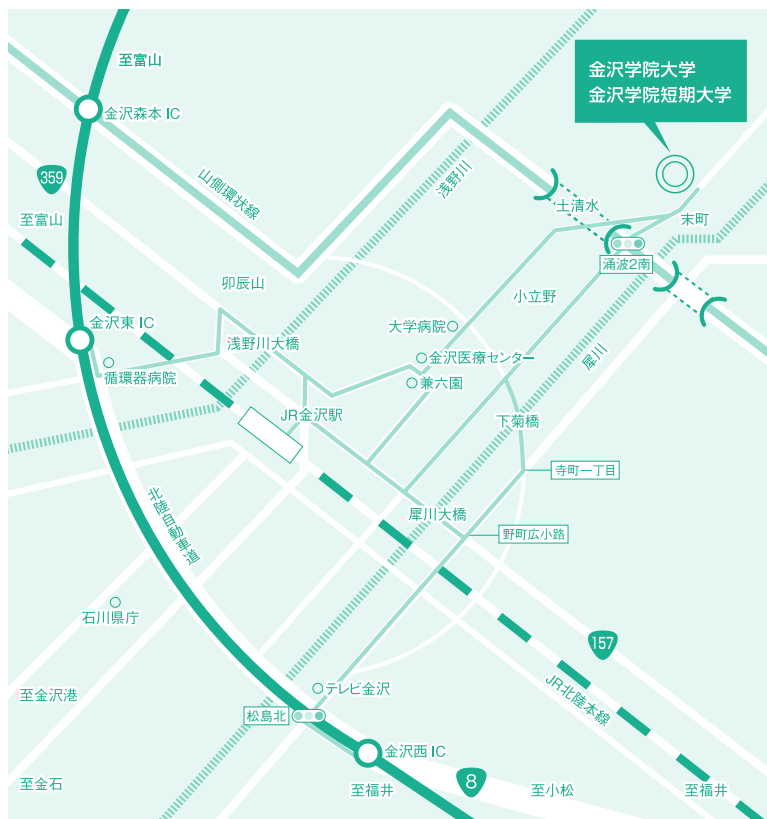 至富山
金沢学院大学
金沢学院短期大学
金沢森本 IC
359
山側環状線
浅野川
至富山
土清水
末町
涌波2南
卯辰山
小立野
金沢東 IC
大学病院
浅野川大橋
金沢医療センター
犀川
循環器病院
兼六園
JR金沢駅
下菊橋
寺町一丁目
北陸自動車道
犀川大橋
野町広小路
石川県庁
157
テレビ金沢
JR北陸本線
至金沢港
松島北
金沢西 IC
8
至金石
至福井
至小松
至福井